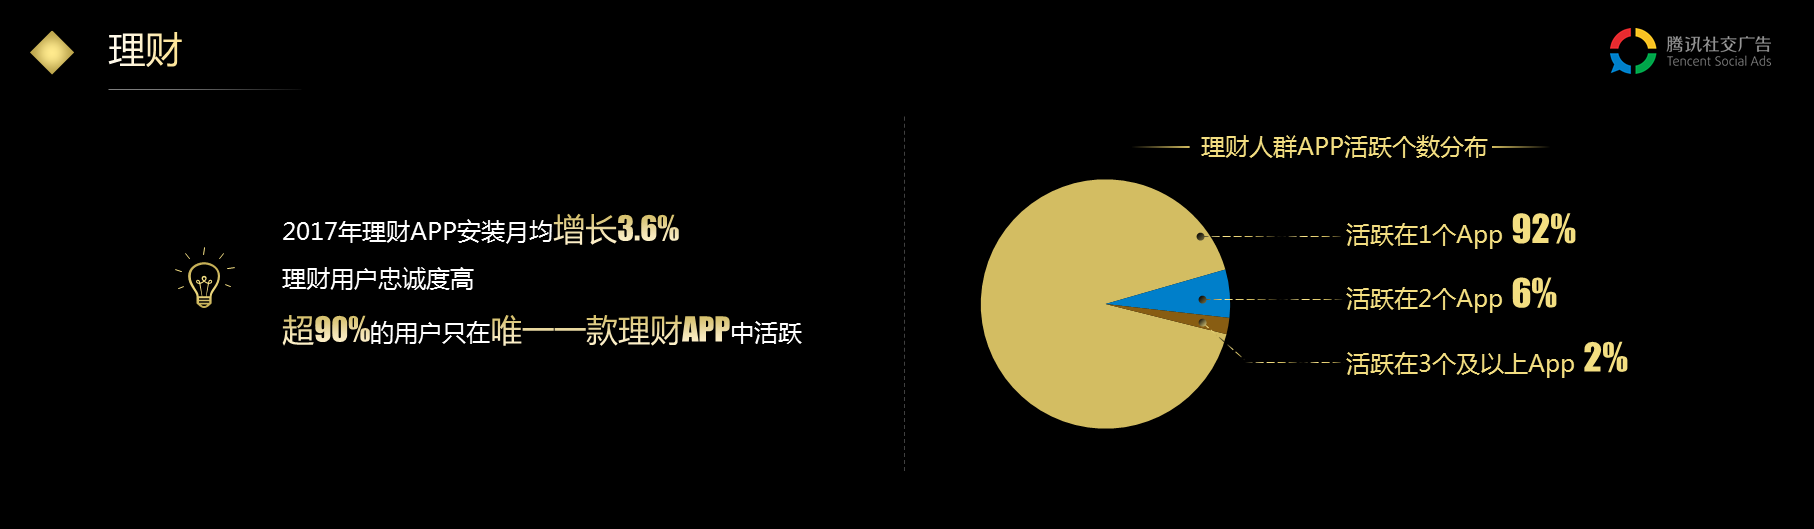 理财
腾讯社交广告
Tencent Social Ads
2017年理财APP安装月均增长3.6%
理财用户忠诚度高
超90%的用户只在唯一一款理财APP中活跃
理财人群APP活跃个数分布
活跃在1个App 92%
活跃在2个App 6%
活跃在3个及以上App 2%